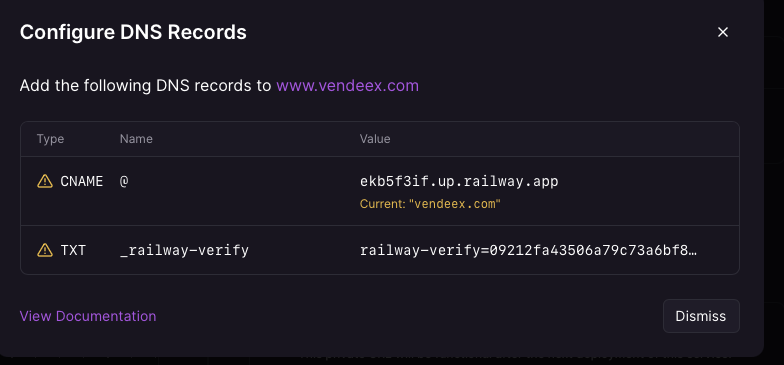 Configure DNS Records
Add the following DNS records to www.vendeex.com
Type Name Value
CNAME @ ekb5f3if.up.railway.app
Current: "vendeex.com"
TXT _railway-verify railway-verify=09212fa43506a79c73a6bf8…
View Documentation
Dismiss